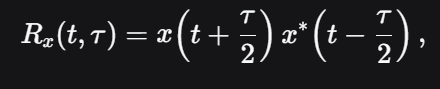 R_x(t, τ) = x(t + τ/2) x*(t − τ/2),